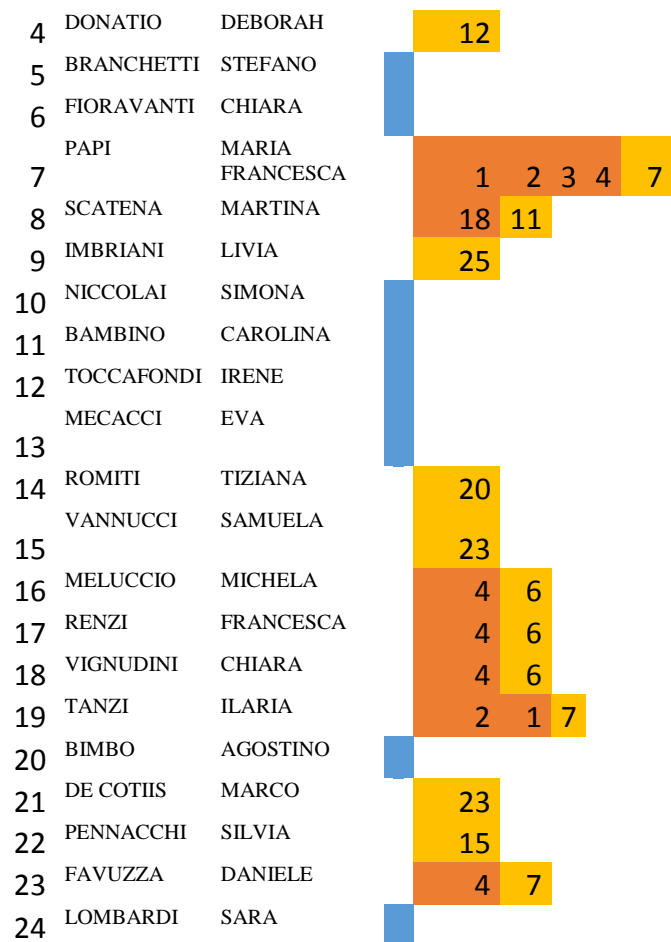 4 DONATIO DEBORAH 12
5 BRANCHETTI STEFANO
6 FIORAVANTI CHIARA
PAPI MARIA
7 FRANCESCA 1 2 3 4 7
8 SCATENA MARTINA 18 11
9 IMBRIANI LIVIA 25
10 NICCOLAI SIMONA
11 BAMBINO CAROLINA
12 TOCCAFONDI IRENE
13 MECACCI EVA
14 ROMITI TIZIANA 20
15 VANNUCCI SAMUELA 23
16 MELUCCIO MICHELA 4 6
17 RENZI FRANCESCA 4 6
18 VIGNUDINI CHIARA 4 6
19 TANZI ILARIA 2 1 7
20 BIMBO AGOSTINO
21 DE COTIIS MARCO 23
22 PENNACCHI SILVIA 15
23 FAVUZZA DANIELE 4 7
24 LOMBARDI SARA